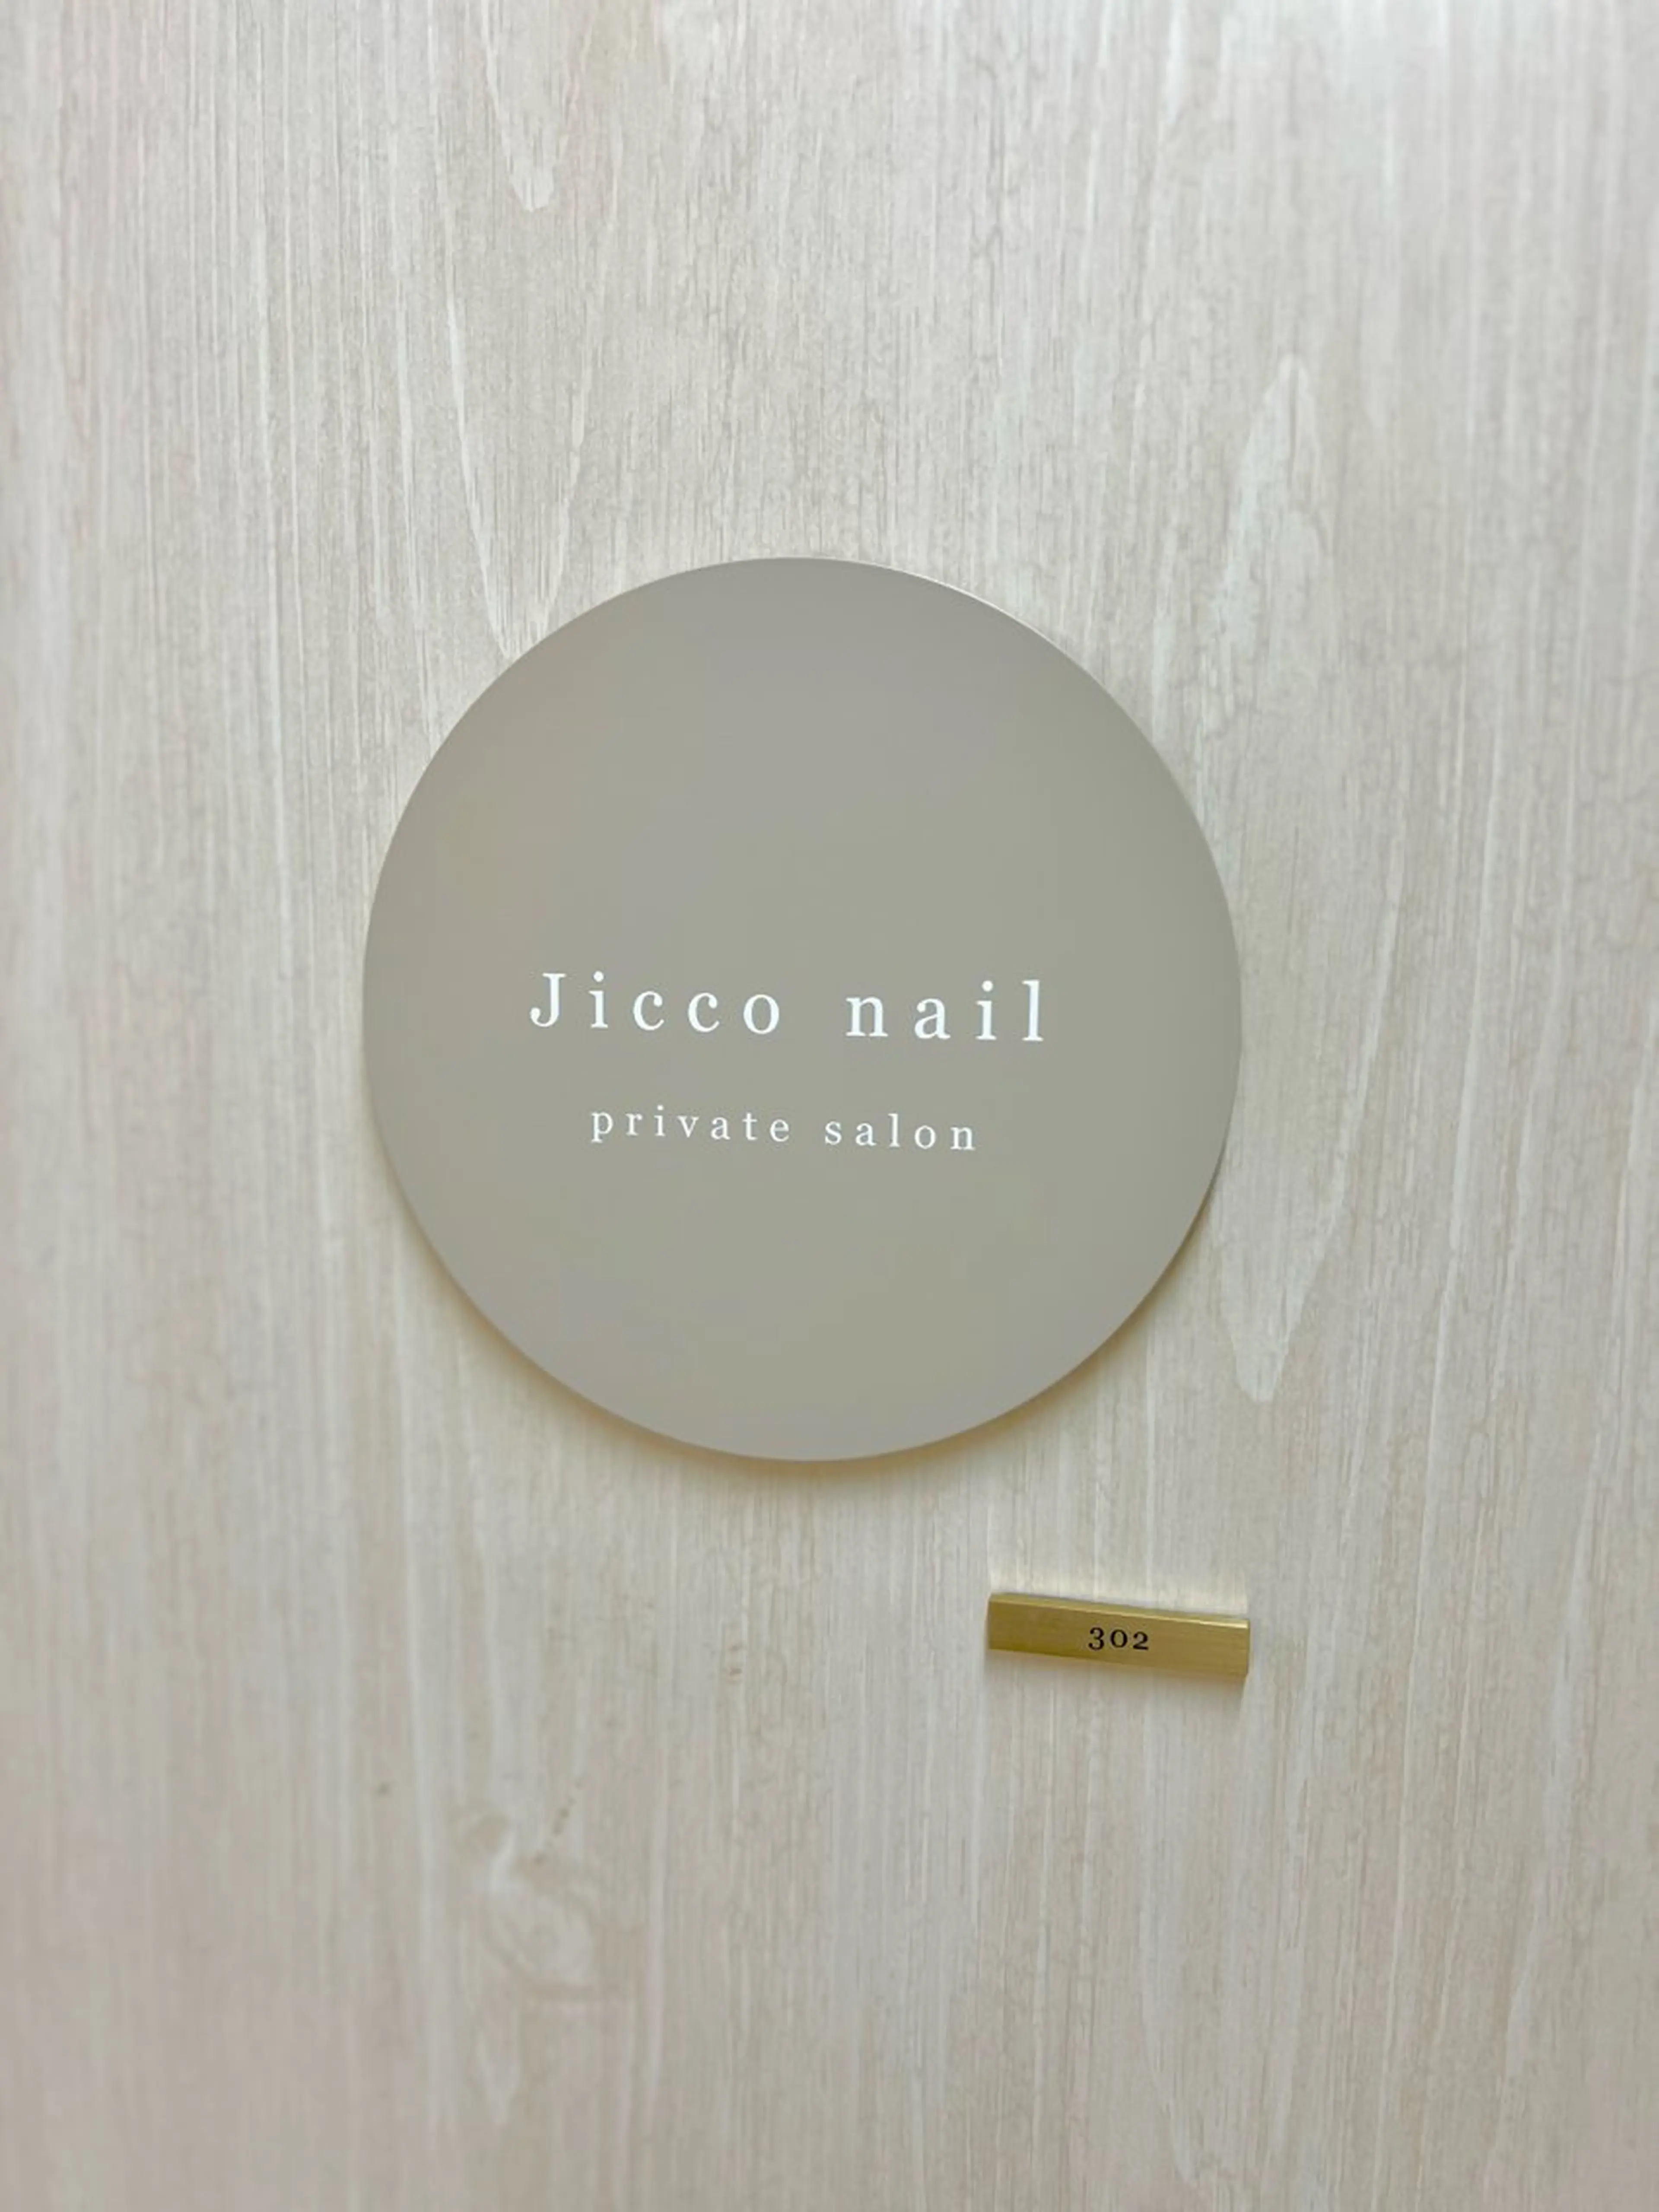 Jicco nail
private salon
302